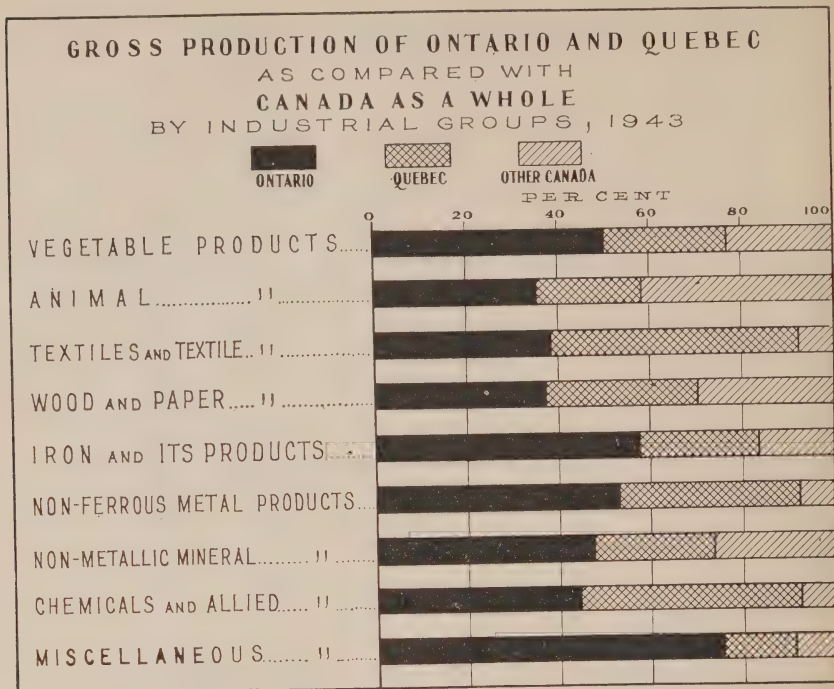 GROSS PRODUCTION OF ONTARIO AND QUEBEC
AS COMPARED WITH
CANADA AS A WHOLE
BY INDUSTRIAL GROUPS, 1943
ONTARIO QUEBEC OTHER CANADA
PER CENT
0 20 40 60 80 100
VEGETABLE PRODUCTS......
ANIMAL................ " ................
TEXTILES AND TEXTILE.. " ................
WOOD AND PAPER..... " ................
IRON AND ITS PRODUCTS
NON-FERROUS METAL PRODUCTS....
NON-METALLIC MINERAL........ " .......
CHEMICALS AND ALLIED..... " .......
MISCELLANEOUS........ " .......